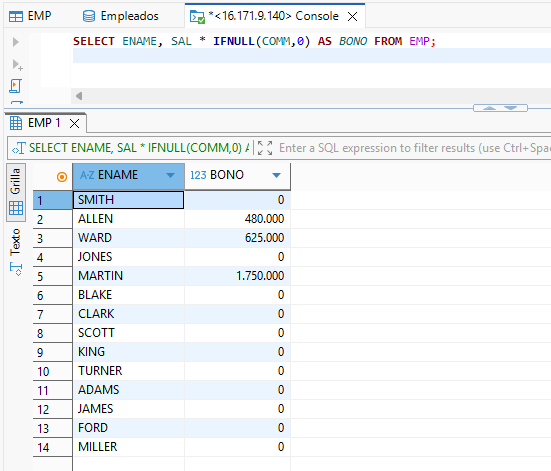 EMP Empleados *<16.171.9.140> Console
SELECT ENAME, SAL * IFNULL(COMM,0) AS BONO FROM EMP;
EMP 1
SELECT ENAME, SAL * IFNULL(COMM,0) A Enter a SQL expression to filter results (use Ctrl+Spac
Grilla
Texto
A-Z ENAME 123 BONO
1 SMITH 0
2 ALLEN 480.000
3 WARD 625.000
4 JONES 0
5 MARTIN 1.750.000
6 BLAKE 0
7 CLARK 0
8 SCOTT 0
9 KING 0
10 TURNER 0
11 ADAMS 0
12 JAMES 0
13 FORD 0
14 MILLER 0